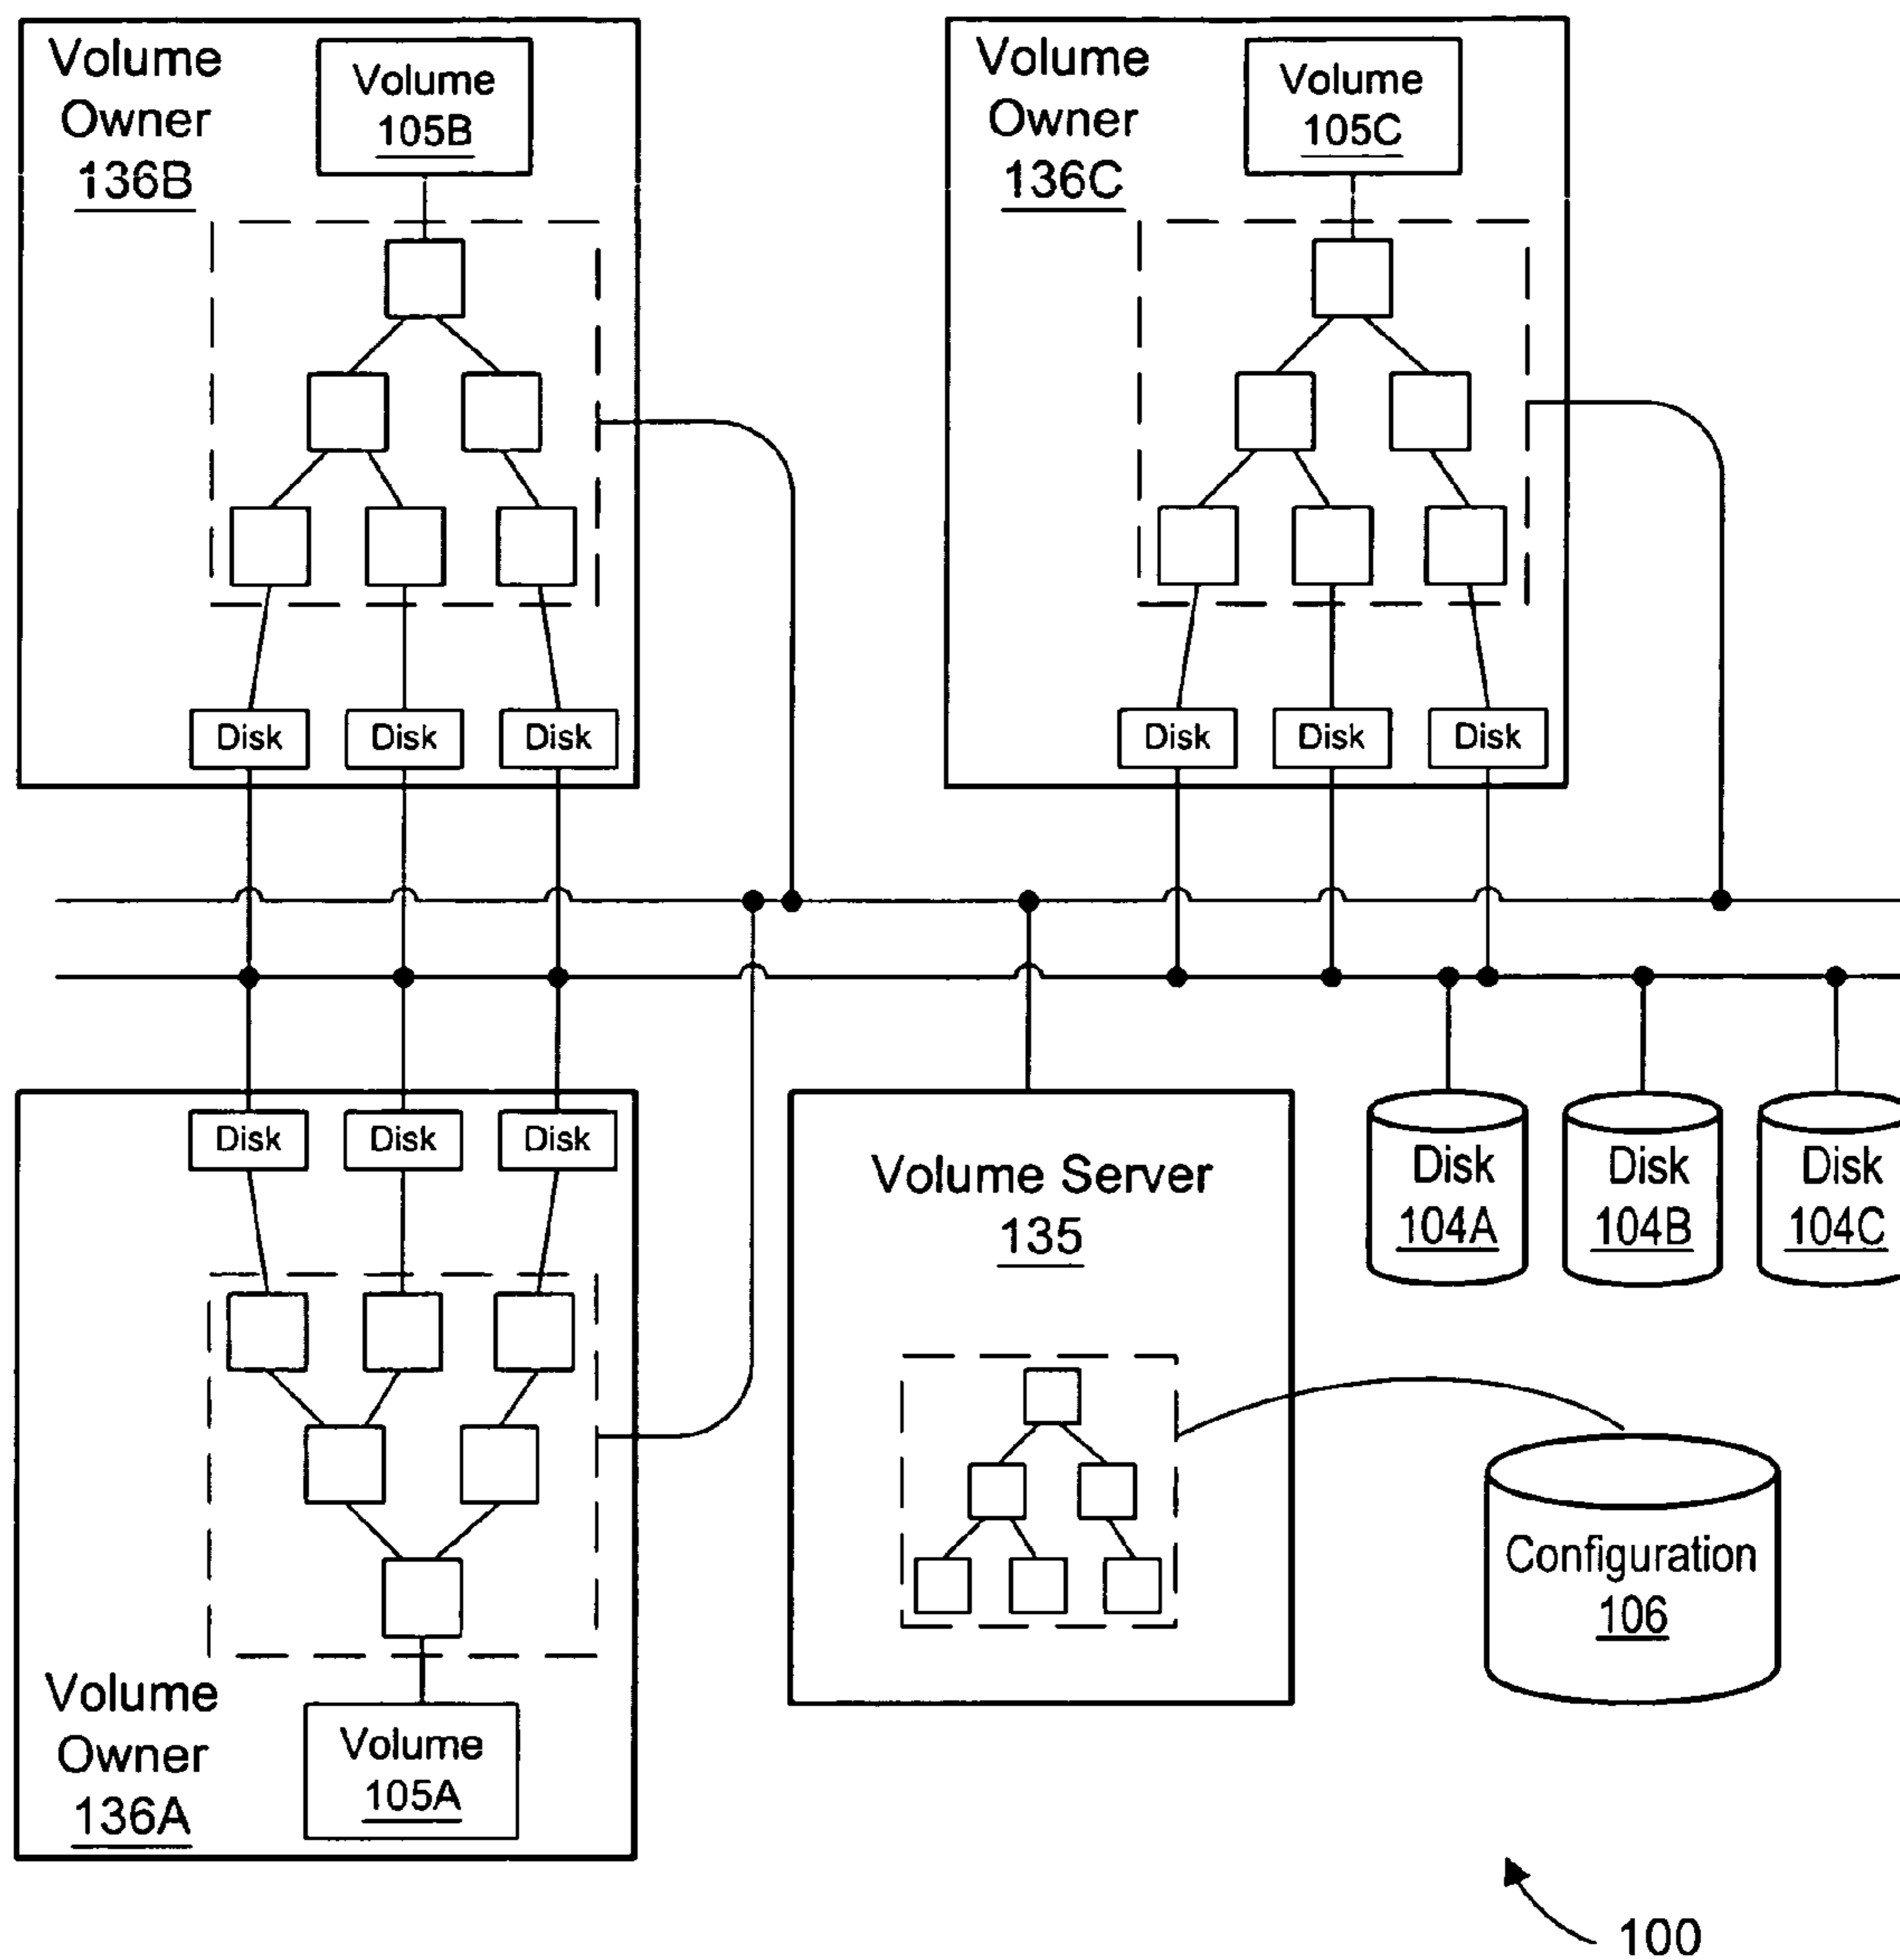 Volume
Owner
136B
Volume
105B
Disk
Disk
Disk
Volume
Owner
136C
Volume
105C
Disk
Disk
Disk
Disk
Disk
Disk
Volume
Owner
136A
Volume
105A
Volume Server
135
Disk
104A
Disk
104B
Disk
104C
Configuration
106
100